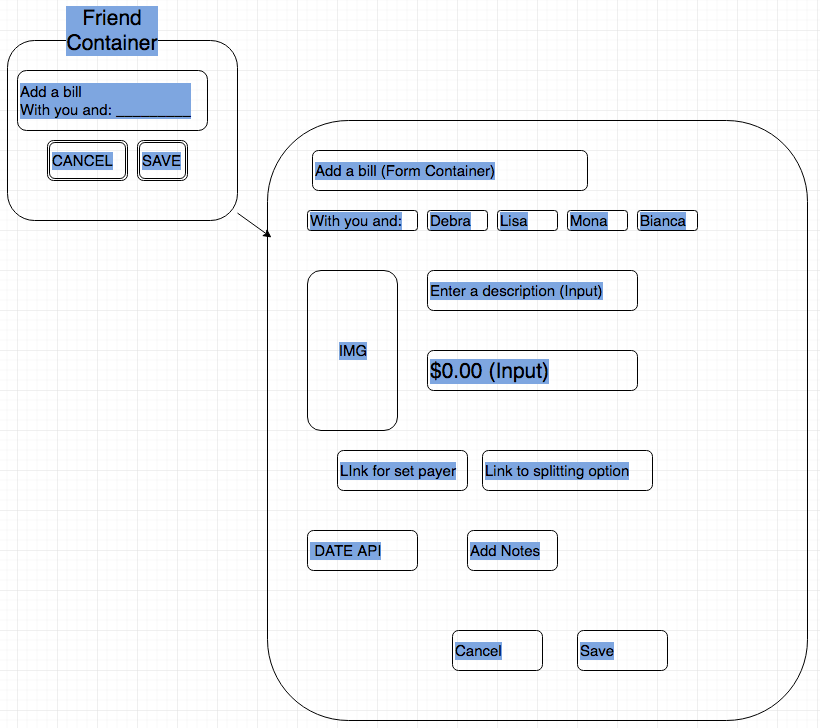 Friend
Container
Add a bill
With you and: _________
CANCEL SAVE
Add a bill (Form Container)
With you and: Debra Lisa Mona Bianca
Enter a description (Input)
IMG
$0.00 (Input)
LInk for set payer Link to splitting option
DATE API Add Notes
Cancel Save